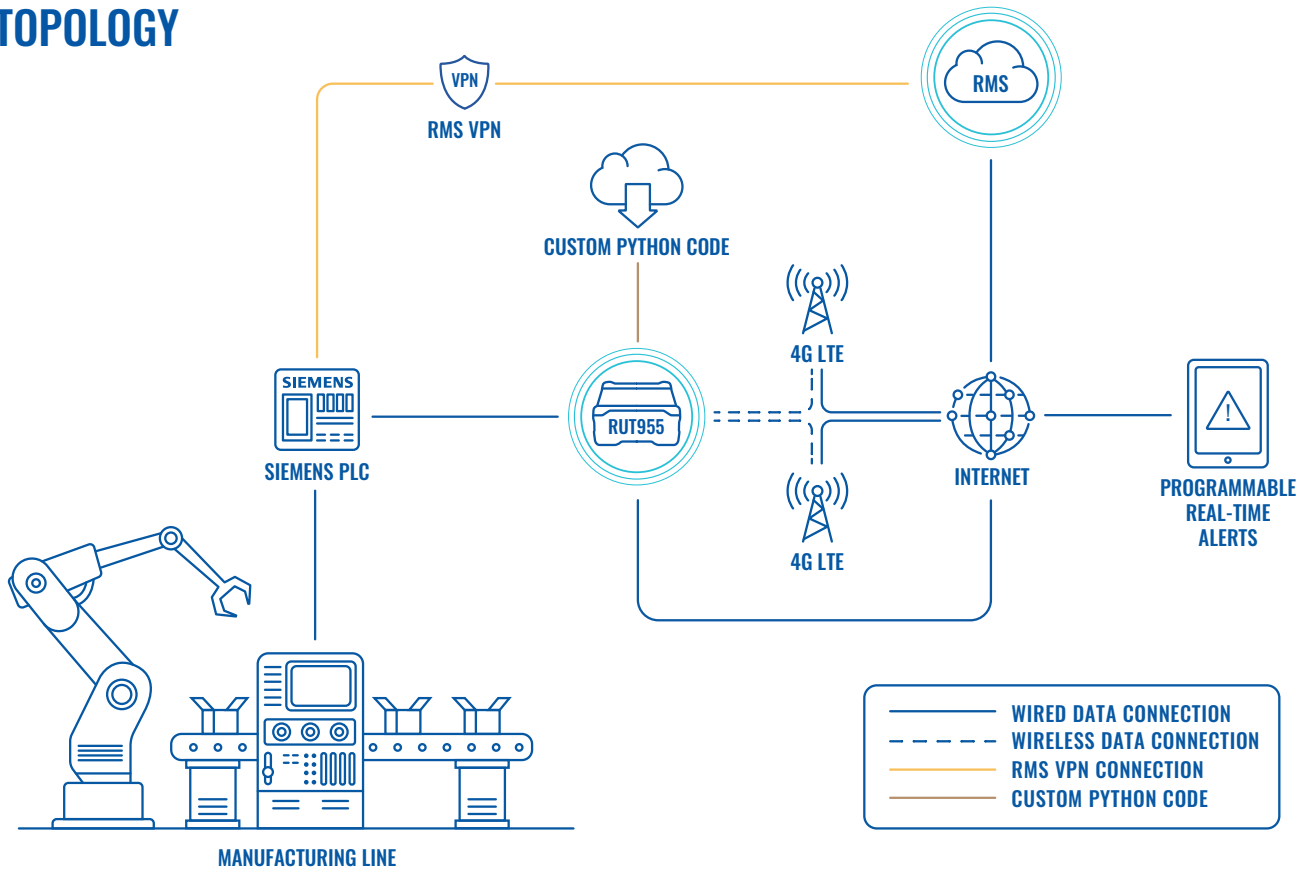 TOPOLOGY
RMS
VPN
RMS VPN
CUSTOM PYTHON CODE
4G LTE
SIEMENS
SIEMENS PLC
RUT955
INTERNET
!
PROGRAMMABLE
REAL-TIME
ALERTS
4G LTE
WIRED DATA CONNECTION
WIRELESS DATA CONNECTION
RMS VPN CONNECTION
CUSTOM PYTHON CODE
MANUFACTURING LINE